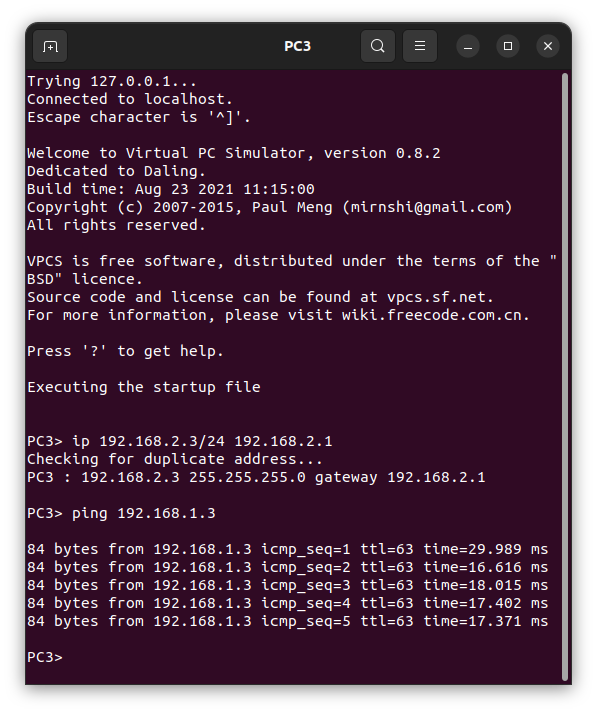 PC3
Trying 127.0.0.1...
Connected to localhost.
Escape character is '^]'.
Welcome to Virtual PC Simulator, version 0.8.2
Dedicated to Daling.
Build time: Aug 23 2021 11:15:00
Copyright (c) 2007-2015, Paul Meng (mirnshi@gmail.com)
All rights reserved.
VPCS is free software, distributed under the terms of the "
BSD" licence.
Source code and license can be found at vpcs.sf.net.
For more information, please visit wiki.freecode.com.cn.
Press '?' to get help.
Executing the startup file
PC3> ip 192.168.2.3/24 192.168.2.1
Checking for duplicate address...
PC3 : 192.168.2.3 255.255.255.0 gateway 192.168.2.1
PC3> ping 192.168.1.3
84 bytes from 192.168.1.3 icmp_seq=1 ttl=63 time=29.989 ms
84 bytes from 192.168.1.3 icmp_seq=2 ttl=63 time=16.616 ms
84 bytes from 192.168.1.3 icmp_seq=3 ttl=63 time=18.015 ms
84 bytes from 192.168.1.3 icmp_seq=4 ttl=63 time=17.402 ms
84 bytes from 192.168.1.3 icmp_seq=5 ttl=63 time=17.371 ms
PC3>